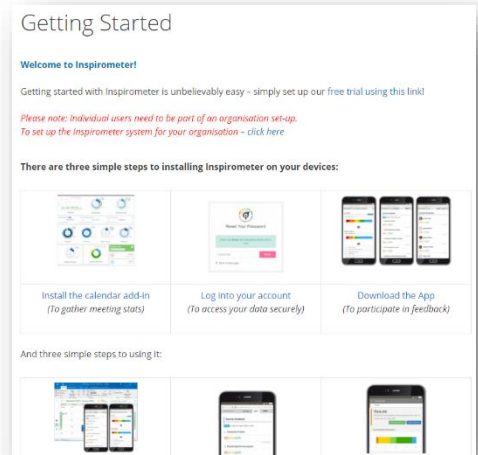 Getting Started
Welcome to Inspirometer!
Getting started with Inspirometer is unbelievably easy – simply set up our free trial using this link!
Please note: Individual users need to be part of an organisation set-up.
To set up the Inspirometer system for your organisation – click here
There are three simple steps to installing Inspirometer on your devices:
Reset Your Password
Install the calendar add-in
(To gather meeting stats)
Log into your account
(To access your data securely)
Download the App
(To participate in feedback)
And three simple steps to using it: